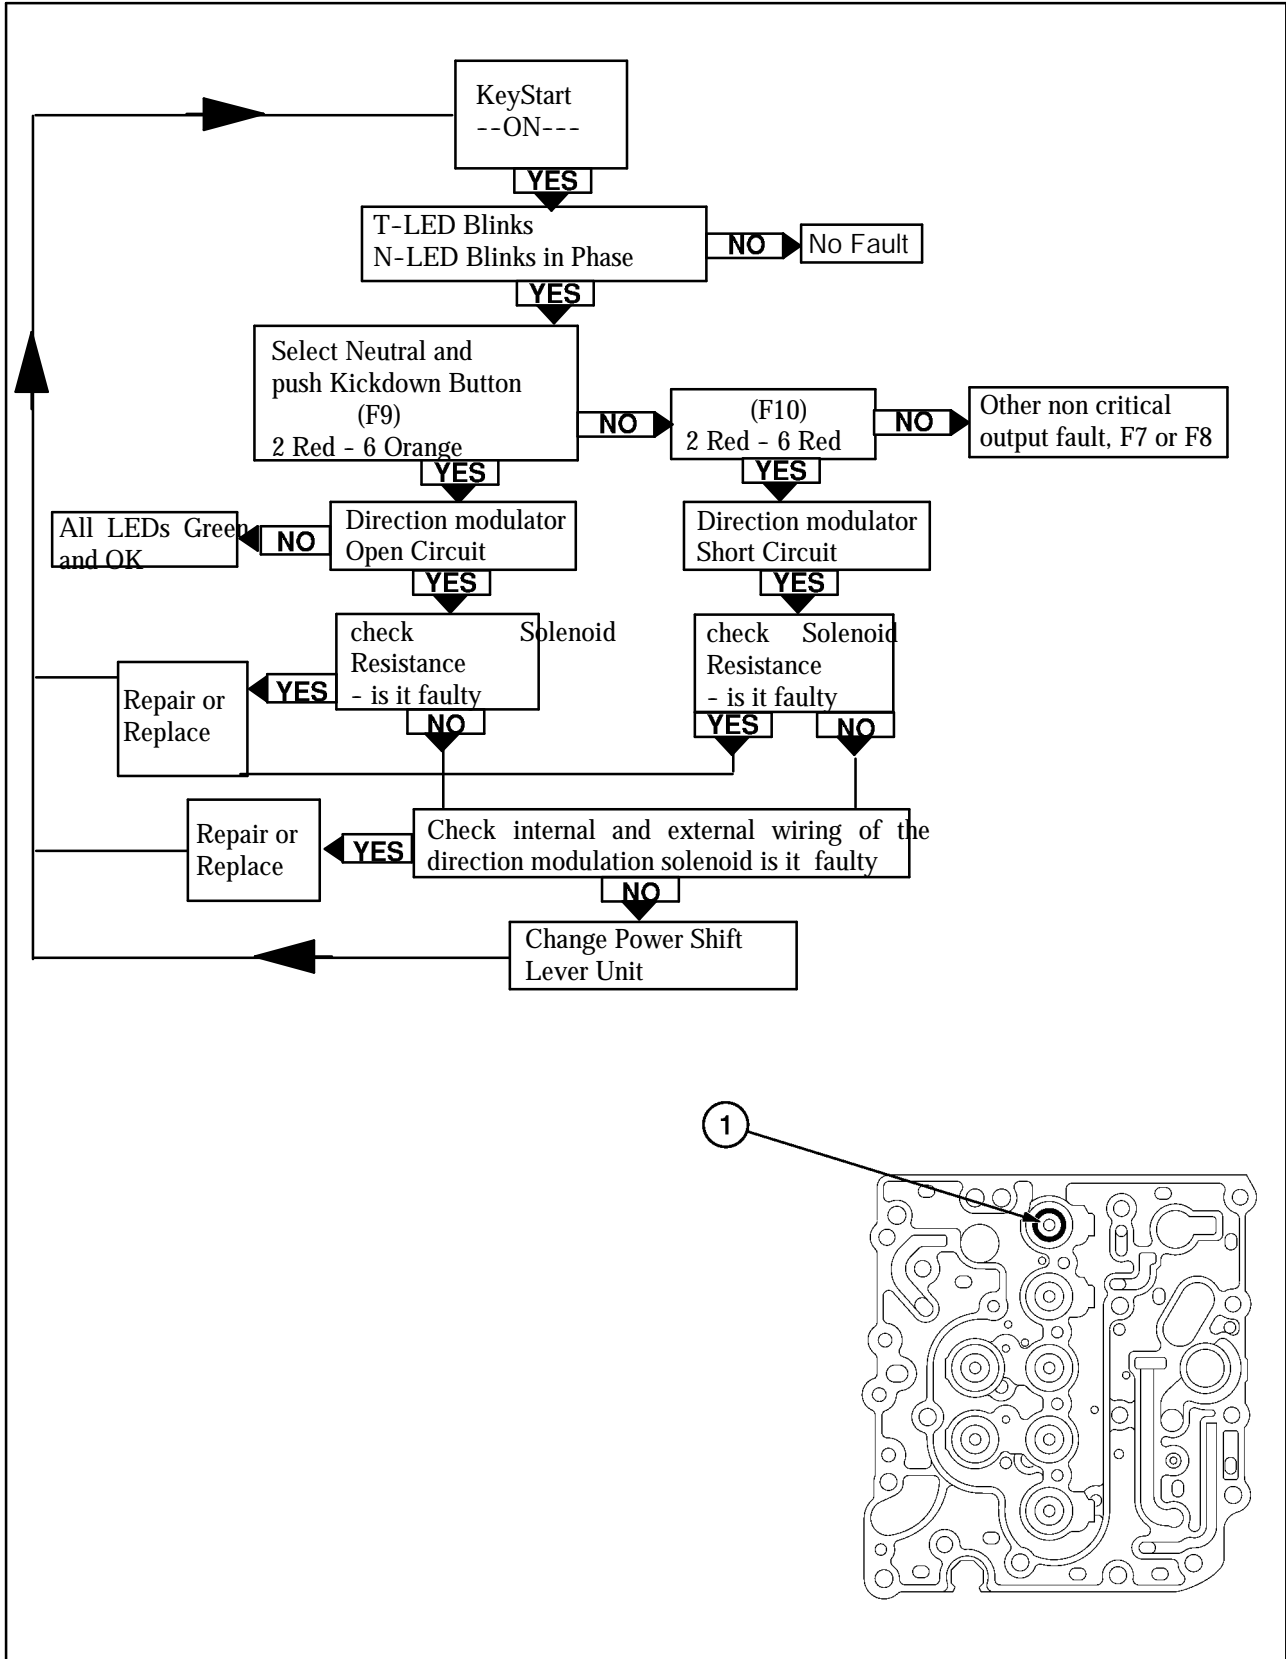 KeyStart
--ON---
YES
T-LED Blinks
N-LED Blinks in Phase
NO
No Fault
YES
Select Neutral and
push Kickdown Button
(F9)
2 Red - 6 Orange
NO
(F10)
2 Red - 6 Red
NO
Other non critical
output fault, F7 or F8
YES
YES
All LEDs Green
and OK
NO
Direction modulator
Open Circuit
Direction modulator
Short Circuit
YES
YES
check Solenoid
Resistance
- is it faulty
check Solenoid
Resistance
- is it faulty
Repair or
Replace
YES
NO
YES
NO
Repair or
Replace
YES
Check internal and external wiring of the
direction modulation solenoid is it faulty
NO
Change Power Shift
Lever Unit
1